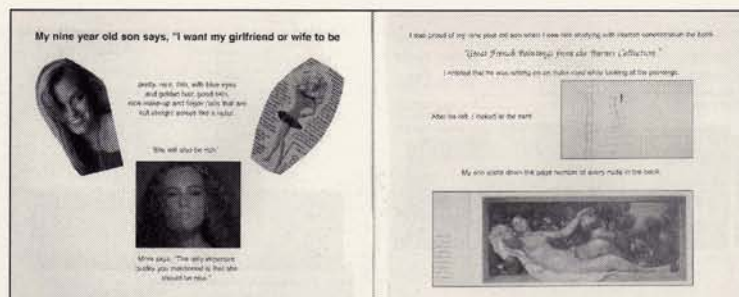 My nine year old son says, "I want my girlfriend or wife to be
pretty, nice, thin, with blue eyes
and golden hair, good skin,
nice make-up and finger nails that are
not always
like a
"She will also be rich."
Mom says, "The only important
quality you mentioned is that she
should be nice."
I was proud of my nine year old son when I saw him studying with intense concentration the book
"Great French Paintings from the Barnes Collection."
I noticed that he was writing on an index card while looking at the paintings.
After he left, I looked at the card.
My son wrote down the page number of every nude in the book.